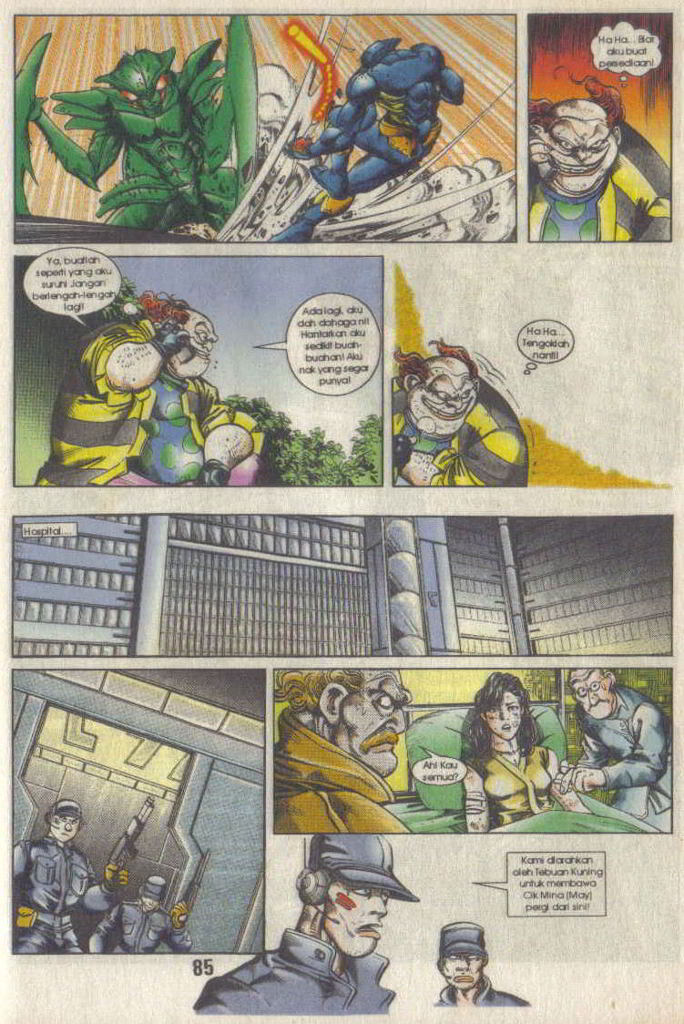 Ha Ha... Biar
aku buat
persediaan!
Ya, buatlah
seperti yang aku
suruh! Jangan
berlengah-lengah
lagi!
Ada lagi, aku
dah dahaga ni!
Hantarkan aku
sedikit buah-
buahan! Aku
nak yang segar
punya!
Ha Ha...
Tengoklah
nanti!
Hospital...
Ah! Kau
semua?
Kami diarahkan
oleh Tebuan Kuning
untuk membawa
Cik Mina (May)
pergi dari sini!
85